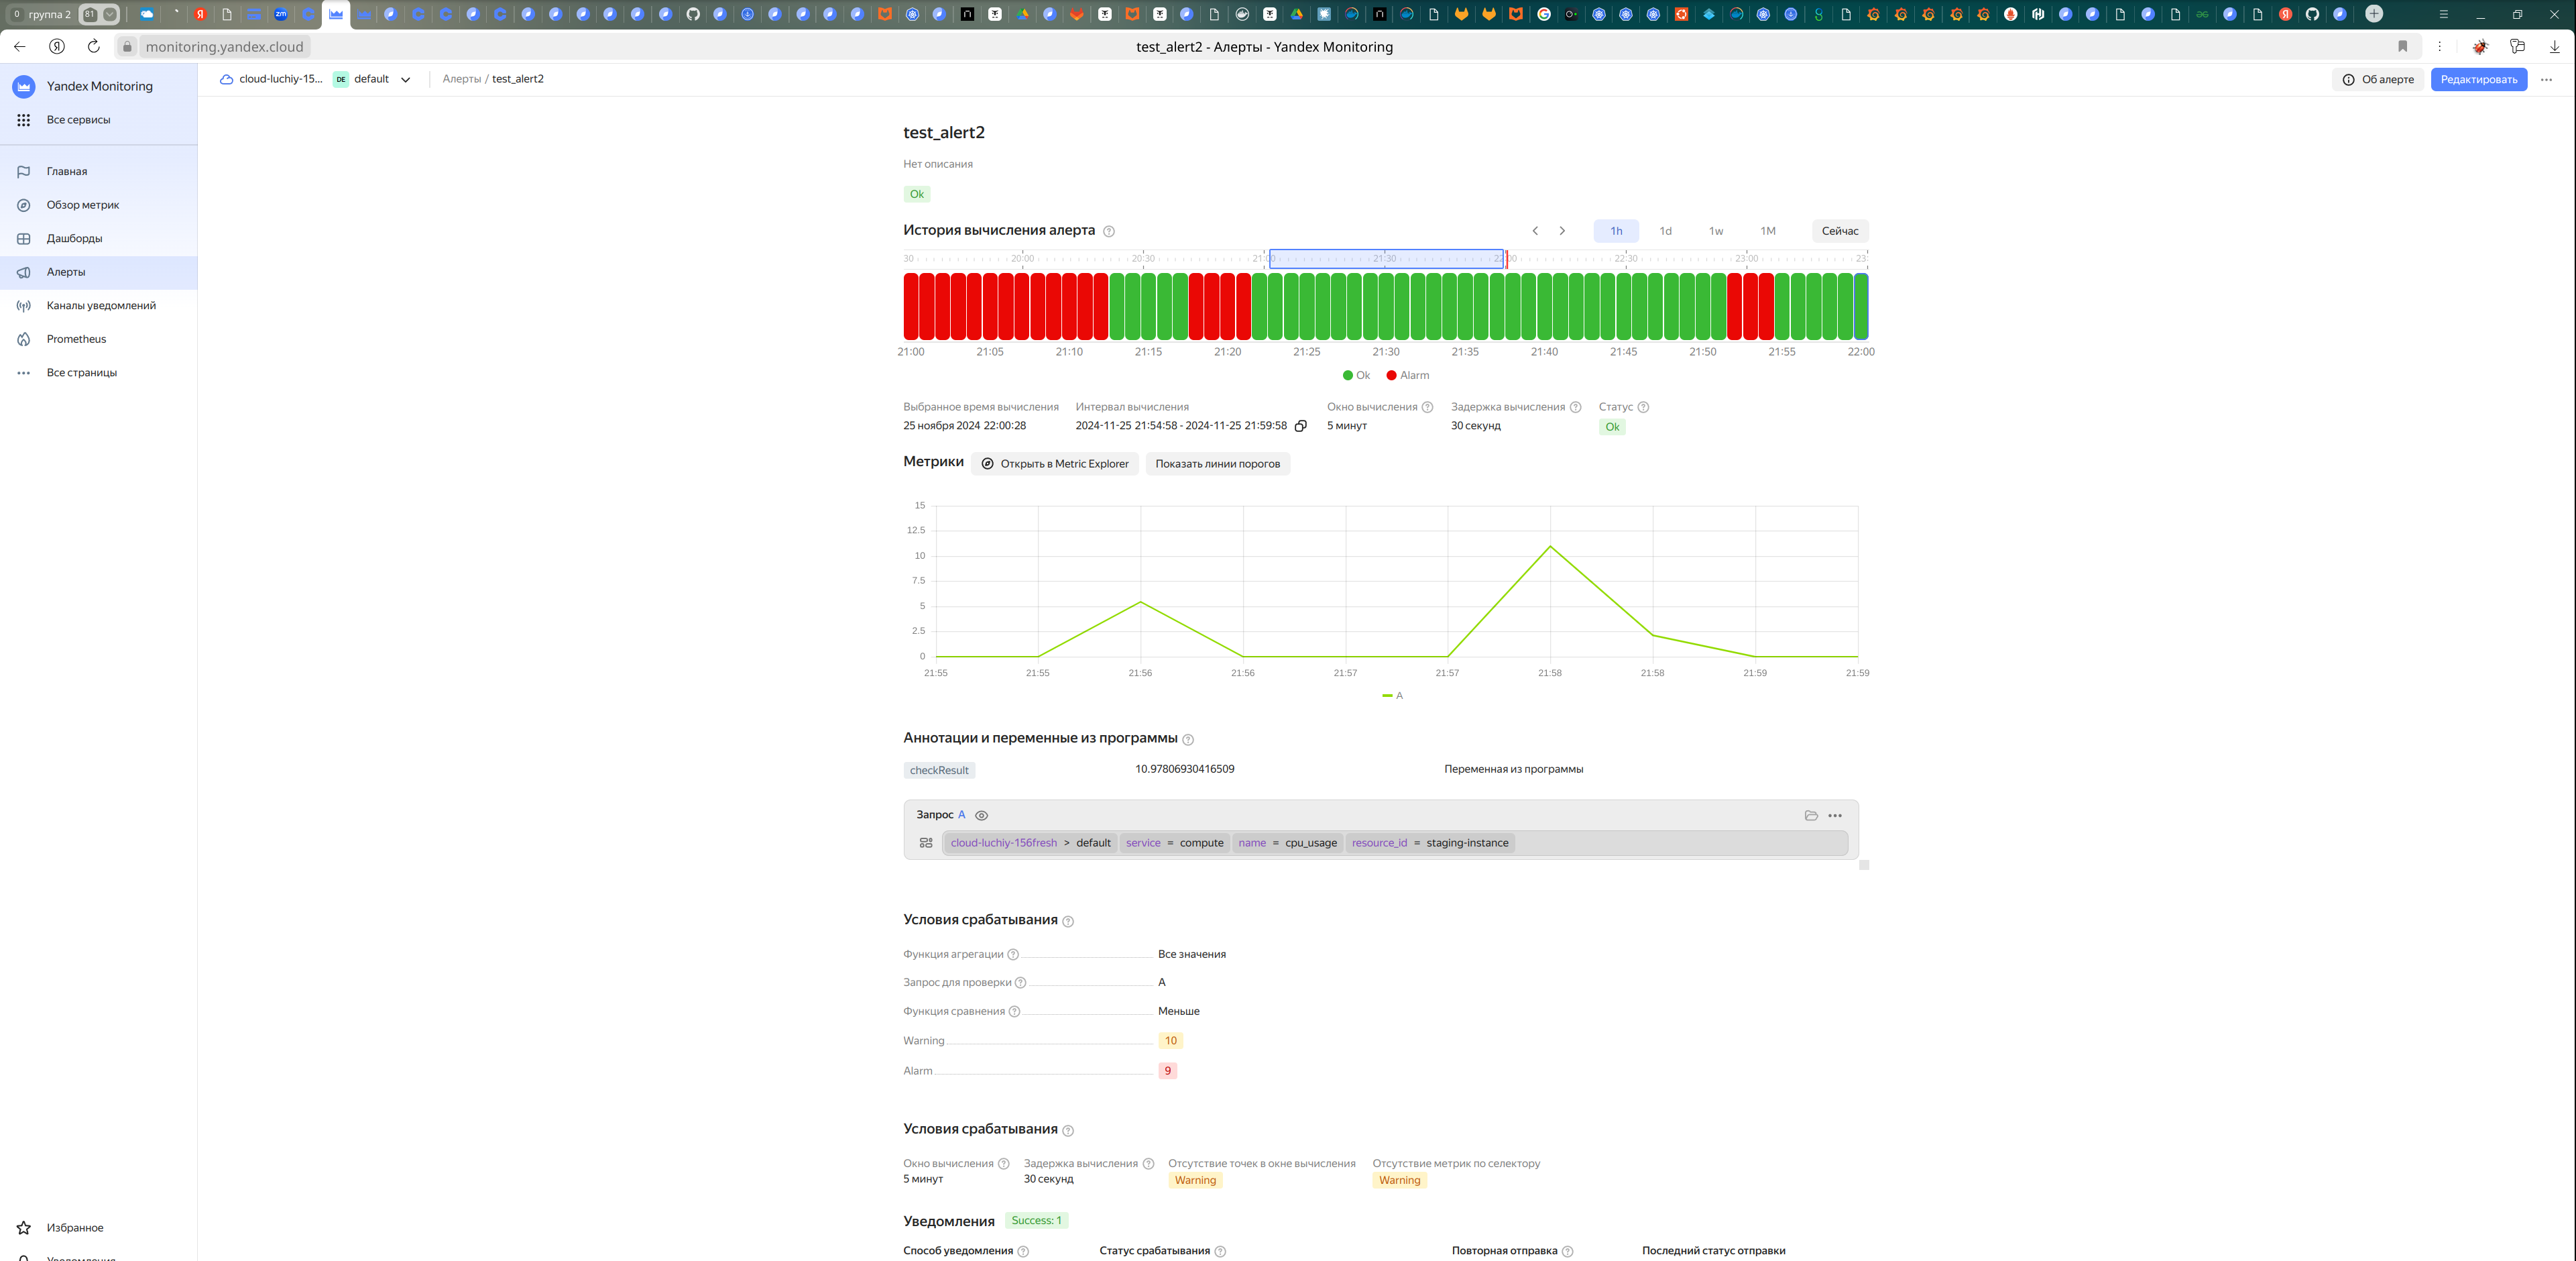 0 группа 2 81
monitoring.yandex.cloud
test_alert2 - Алерты - Yandex Monitoring
Yandex Monitoring
Все сервисы
Главная
Обзор метрик
Дашборды
Алерты
Каналы уведомлений
Prometheus
Все страницы
Избранное
cloud-luchiy-15... DE default
Алерты / test_alert2
Об алерте
Редактировать
test_alert2
Нет описания
Ok
История вычисления алерта
1h 1d 1w 1M Сейчас
30 20:00 20:30 21:00 21:30 22:00 22:30 23:00 23:
21:00 21:05 21:10 21:15 21:20 21:25 21:30 21:35 21:40 21:45 21:50 21:55 22:00
Ok Alarm
Выбранное время вычисления Интервал вычисления Окно вычисления Задержка вычисления Статус
25 ноября 2024 22:00:28 2024-11-25 21:54:58 - 2024-11-25 21:59:58 5 минут 30 секунд Ok
Метрики Открыть в Metric Explorer Показать линии порогов
15
12.5
10
7.5
5
2.5
0
21:55 21:55 21:56 21:56 21:57 21:57 21:58 21:58 21:59 21:59
A
Аннотации и переменные из программы
checkResult 10.97806930416509 Переменная из программы
Запрос A
cloud-luchiy-156fresh > default service = compute name = cpu_usage resource_id = staging-instance
Условия срабатывания
Функция агрегации Все значения
Запрос для проверки A
Функция сравнения Меньше
Warning 10
Alarm 9
Условия срабатывания
Окно вычисления Задержка вычисления Отсутствие точек в окне вычисления Отсутствие метрик по селектору
5 минут 30 секунд Warning Warning
Уведомления Success: 1
Способ уведомления Статус срабатывания Повторная отправка Последний статус отправки